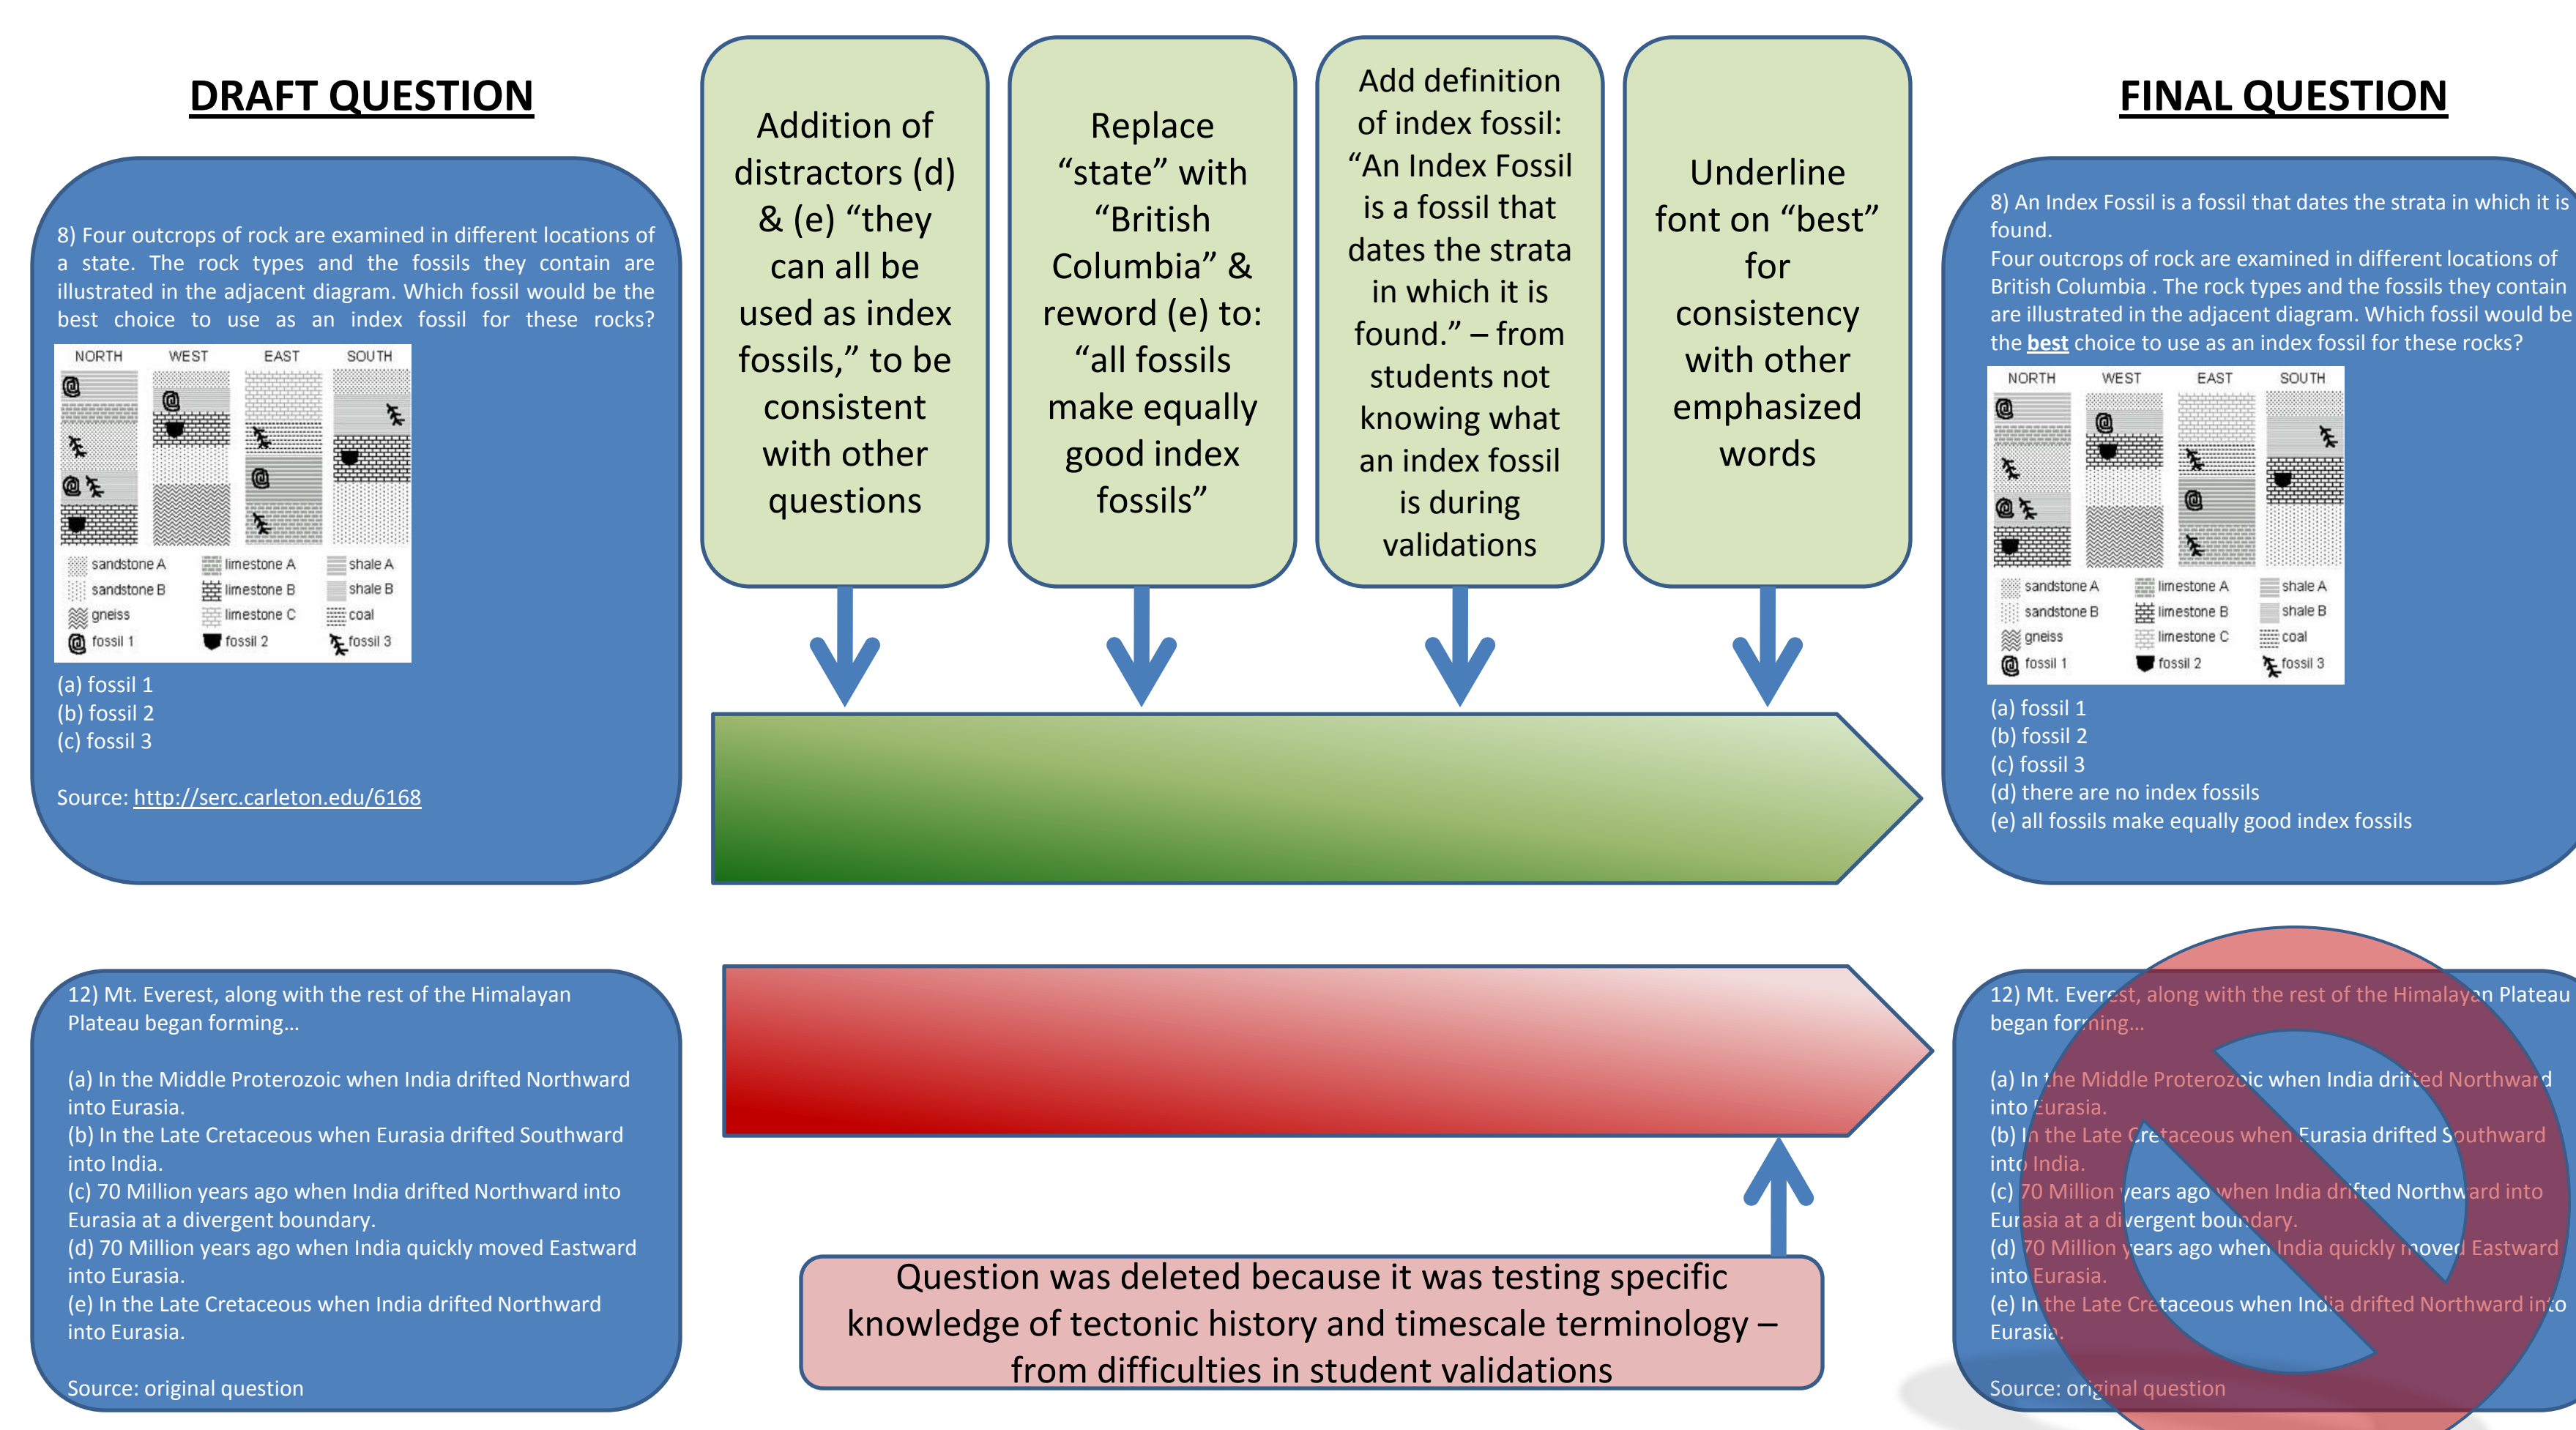 DRAFT QUESTION
8) Four outcrops of rock are examined in different locations of
a state. The rock types and the fossils they contain are
illustrated in the adjacent diagram. Which fossil would be the
best choice to use as an index fossil for these rocks?
NORTH WEST EAST SOUTH
sandstone A limestone A shale A
sandstone B limestone B shale B
gneiss limestone C coal
fossil 1 fossil 2 fossil 3
(a) fossil 1
(b) fossil 2
(c) fossil 3
Source: http://serc.carleton.edu/6168
Addition of
distractors (d)
& (e) “they
can all be
used as index
fossils,” to be
consistent
with other
questions
Replace
“state” with
“British
Columbia” &
reword (e) to:
“all fossils
make equally
good index
fossils”
Add definition
of index fossil:
“An Index Fossil
is a fossil that
dates the strata
in which it is
found.” – from
students not
knowing what
an index fossil
is during
validations
Underline
font on “best”
for
consistency
with other
emphasized
words
FINAL QUESTION
8) An Index Fossil is a fossil that dates the strata in which it is
found.
Four outcrops of rock are examined in different locations of
British Columbia . The rock types and the fossils they contain
are illustrated in the adjacent diagram. Which fossil would be
the best choice to use as an index fossil for these rocks?
NORTH WEST EAST SOUTH
sandstone A limestone A shale A
sandstone B limestone B shale B
gneiss limestone C coal
fossil 1 fossil 2 fossil 3
(a) fossil 1
(b) fossil 2
(c) fossil 3
(d) there are no index fossils
(e) all fossils make equally good index fossils
12) Mt. Everest, along with the rest of the Himalayan
Plateau began forming…
(a) In the Middle Proterozoic when India drifted Northward
into Eurasia.
(b) In the Late Cretaceous when Eurasia drifted Southward
into India.
(c) 70 Million years ago when India drifted Northward into
Eurasia at a divergent boundary.
(d) 70 Million years ago when India quickly moved Eastward
into Eurasia.
(e) In the Late Cretaceous when India drifted Northward
into Eurasia.
Source: original question
Question was deleted because it was testing specific
knowledge of tectonic history and timescale terminology –
from difficulties in student validations
12) Mt. Everest, along with the rest of the Himalayan Plateau
began forming…
(a) In the Middle Proterozoic when India drifted Northward
into Eurasia.
(b) In the Late Cretaceous when Eurasia drifted Southward
into India.
(c) 70 Million years ago when India drifted Northward into
Eurasia at a divergent boundary.
(d) 70 Million years ago when India quickly moved Eastward
into Eurasia.
(e) In the Late Cretaceous when India drifted Northward into
Eurasia.
Source: original question